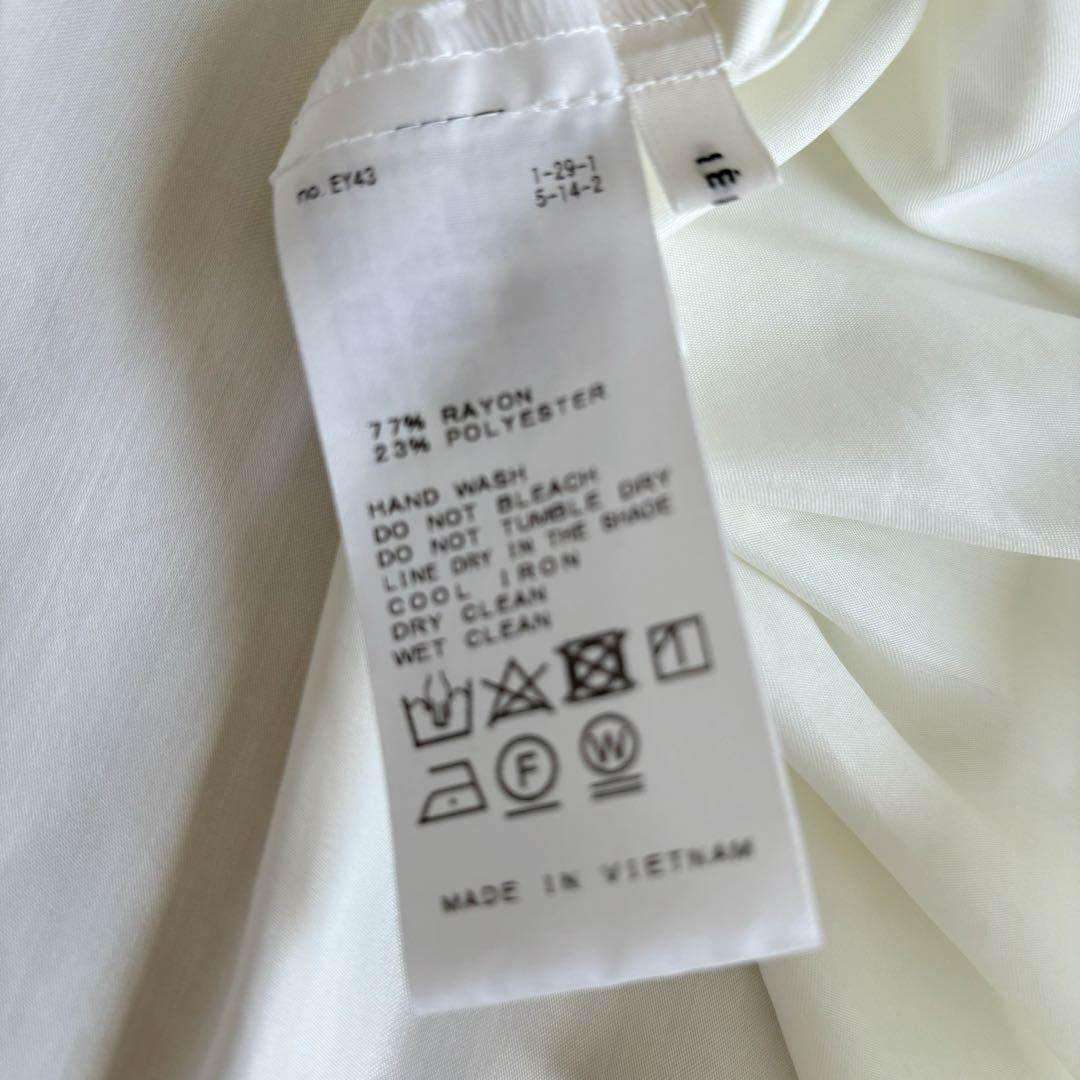 no. EY43
1-29-1
5-14-2
77% RAYON
23% POLYESTER
HAND WASH
DO NOT BLEACH
DO NOT TUMBLE DRY
LINE DRY IN THE SHADE
COOL IRON
DRY CLEAN
WET CLEAN
F
W
MADE IN VIETNAM